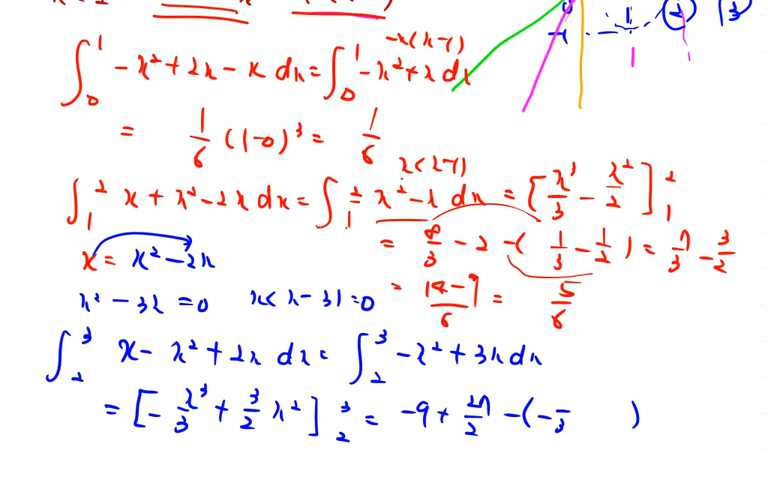 ∫₀¹ -x²+2x-x dx = ∫₀¹ -x²+x dx
-x(x-1)
= 1/6 (1-0)³ = 1/6
x(x-1)
∫₁² x+x²-2x dx = ∫₁² x²-x dx = [x³/3 - x²/2]₁²
= 8/3 - 2 - (1/3 - 1/2) = 7/3 - 3/2
x = x²-2x
= (14-9)/6 = 5/6
x²-3x=0 x(x-3)=0
∫₂³ x-x²+2x dx = ∫₂³ -x²+3x dx
= [-x³/3 + 3/2 x²]₂³ = -9 + 27/2 - (-/3 )